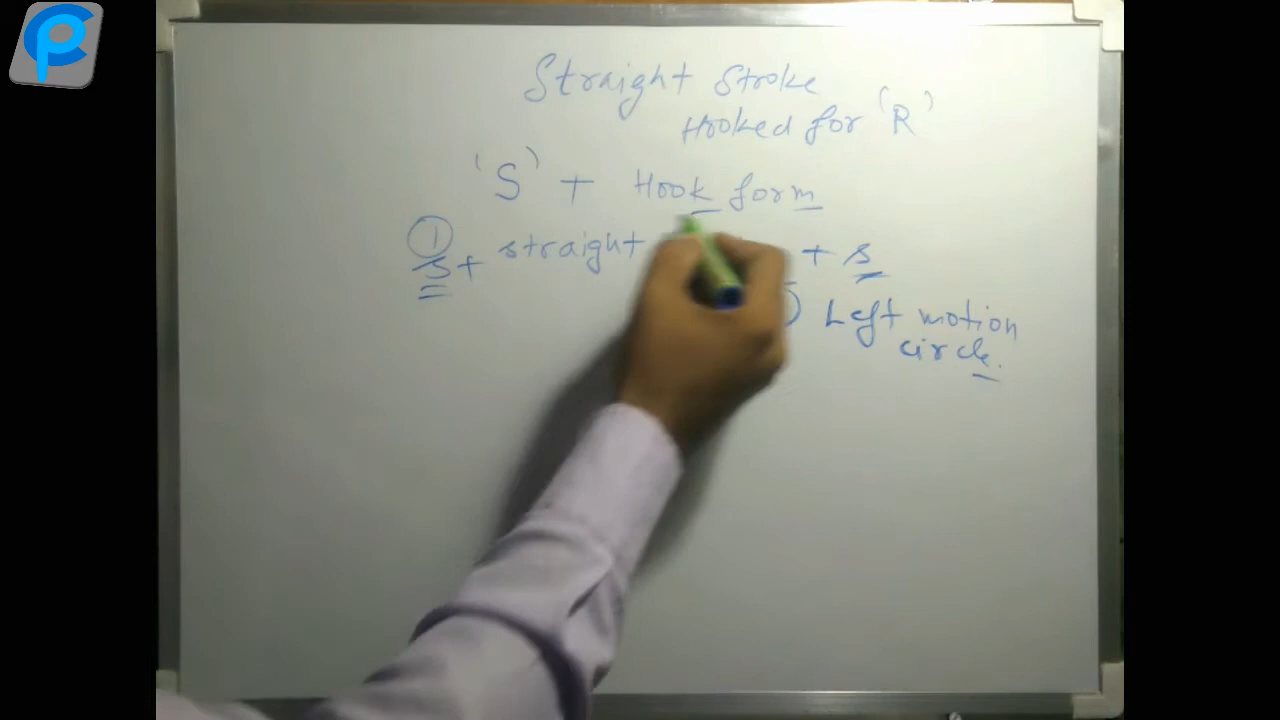 Straight Stroke
Hooked for 'R'
'S' + Hook form
① S + straight + s
) Left motion
circle.